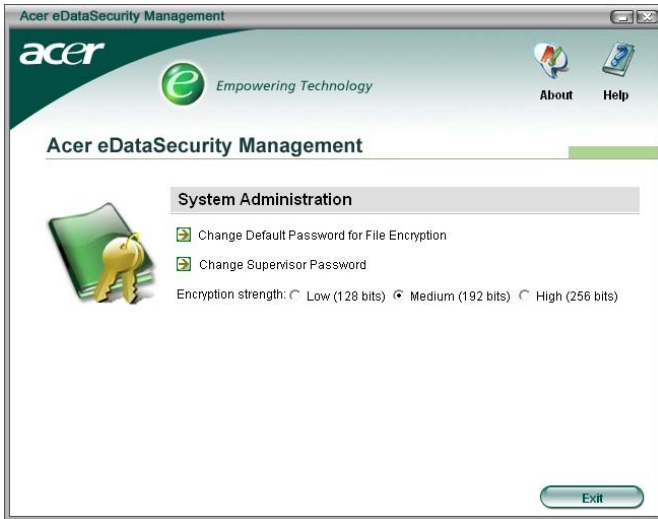 Acer eDataSecurity Management
acer
e Empowering Technology
About Help
Acer eDataSecurity Management
System Administration
Change Default Password for File Encryption
Change Supervisor Password
Encryption strength: Low (128 bits) Medium (192 bits) High (256 bits)
Exit